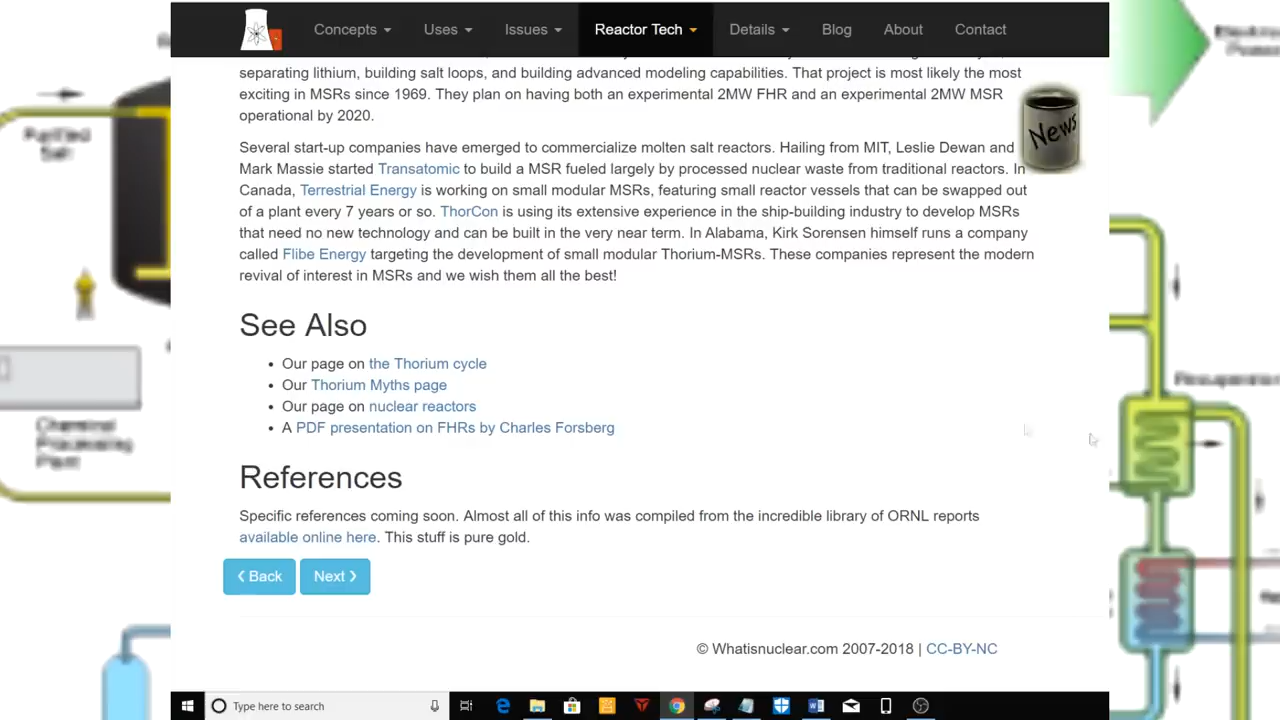 Concepts Uses Issues Reactor Tech Details Blog About Contact
separating lithium, building salt loops, and building advanced modeling capabilities. That project is most likely the most
exciting in MSRs since 1969. They plan on having both an experimental 2MW FHR and an experimental 2MW MSR
operational by 2020.
News
Several start-up companies have emerged to commercialize molten salt reactors. Hailing from MIT, Leslie Dewan and
Mark Massie started Transatomic to build a MSR fueled largely by processed nuclear waste from traditional reactors. In
Canada, Terrestrial Energy is working on small modular MSRs, featuring small reactor vessels that can be swapped out
of a plant every 7 years or so. ThorCon is using its extensive experience in the ship-building industry to develop MSRs
that need no new technology and can be built in the very near term. In Alabama, Kirk Sorensen himself runs a company
called Flibe Energy targeting the development of small modular Thorium-MSRs. These companies represent the modern
revival of interest in MSRs and we wish them all the best!
See Also
• Our page on the Thorium cycle
• Our Thorium Myths page
• Our page on nuclear reactors
• A PDF presentation on FHRs by Charles Forsberg
References
Specific references coming soon. Almost all of this info was compiled from the incredible library of ORNL reports
available online here. This stuff is pure gold.
❮ Back Next ❯
© Whatisnuclear.com 2007-2018 | CC-BY-NC
Type here to search
Purified
Salt
Chemical
Processing
Plant